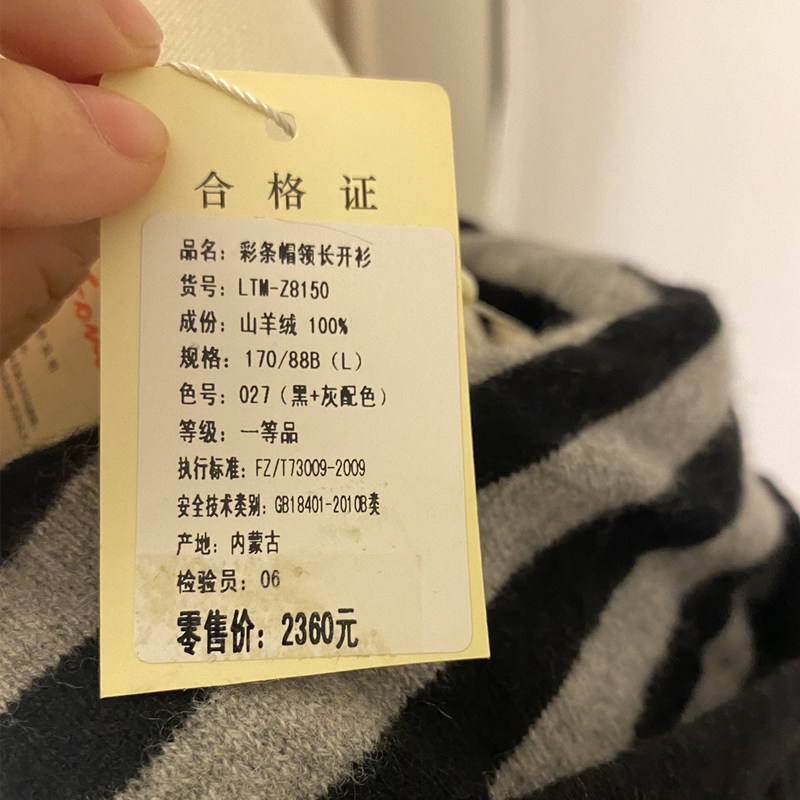 合格证
品名：彩条帽领长开衫
货号：LTM-Z8150
成份：山羊绒 100%
规格：170/88B（L）
色号：027（黑+灰配色）
等级：一等品
执行标准：FZ/T73009-2009
安全技术类别：GB18401-2010B类
产地：内蒙古
检验员：06
零售价：2360元